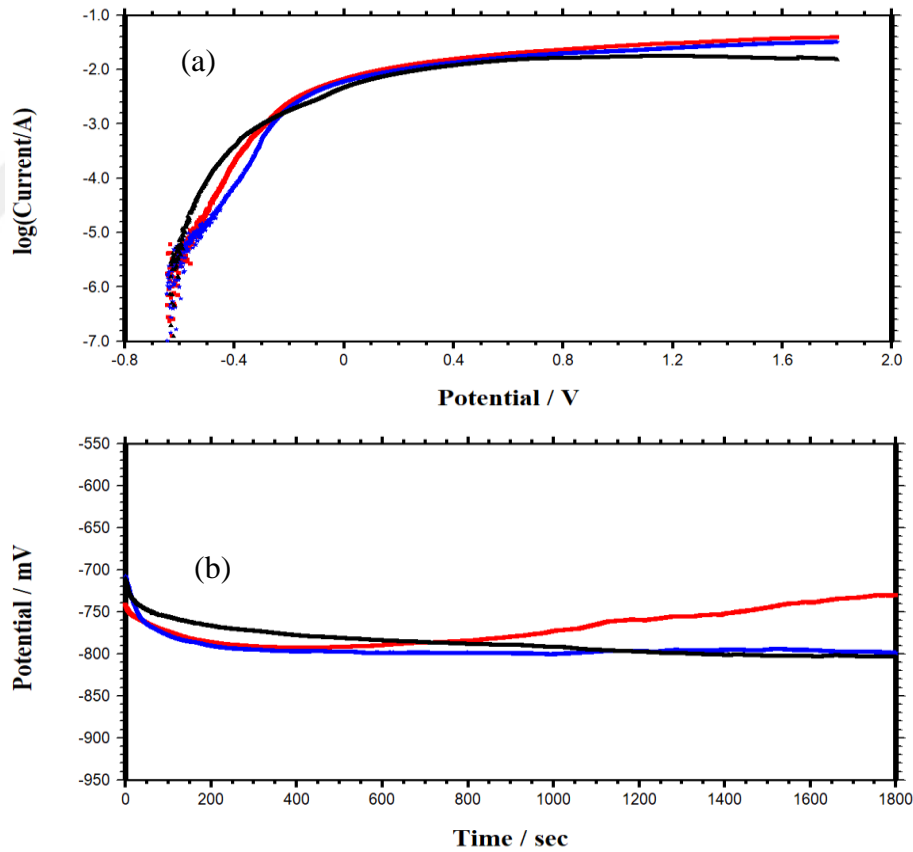 -1.0
(a)
-2.0
-3.0
-4.0
-5.0
-6.0
-7.0
log(Current/A)
-0.8 -0.4 0 0.4 0.8 1.2 1.6 2.0
Potential / V
-550
-600
-650
-700
(b)
-750
-800
-850
-900
-950
Potential / mV
0 200 400 600 800 1000 1200 1400 1600 1800
Time / sec